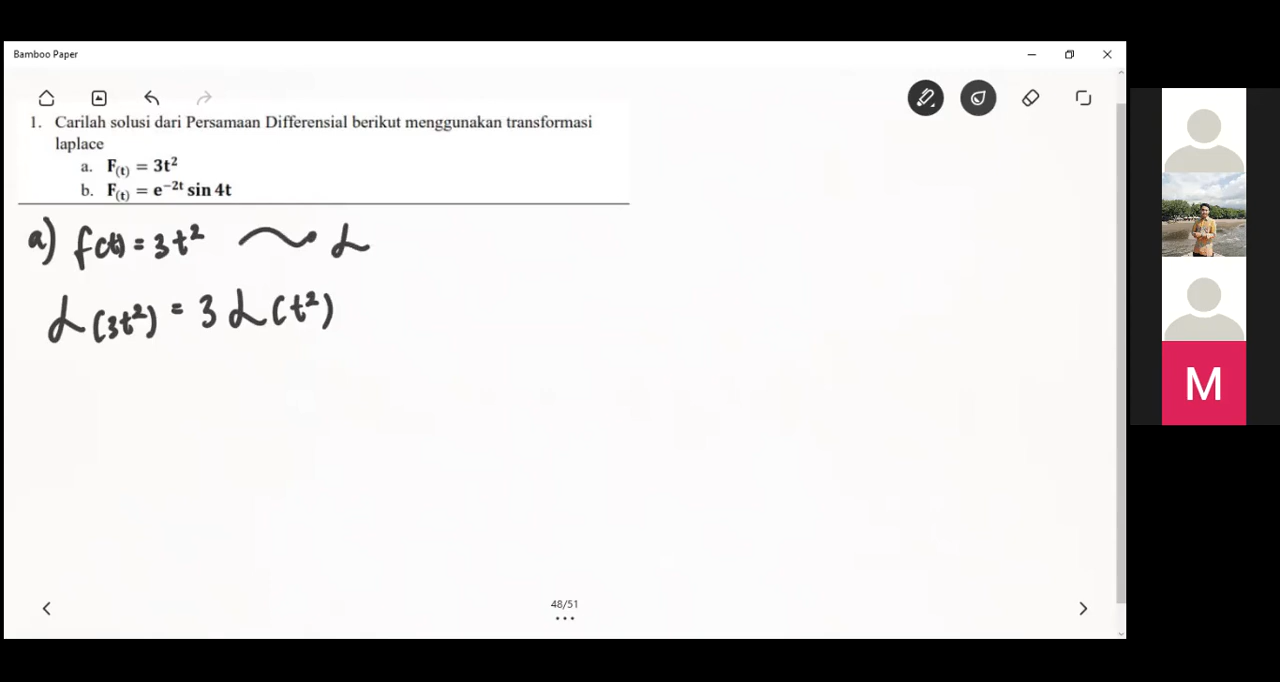 Bamboo Paper
1. Carilah solusi dari Persamaan Differensial berikut menggunakan transformasi
laplace
a. F(t) = 3t²
b. F(t) = e⁻²ᵗ sin 4t
a) f(t) = 3t² ℒ
ℒ(3t²) = 3 ℒ(t²)
48/51
M